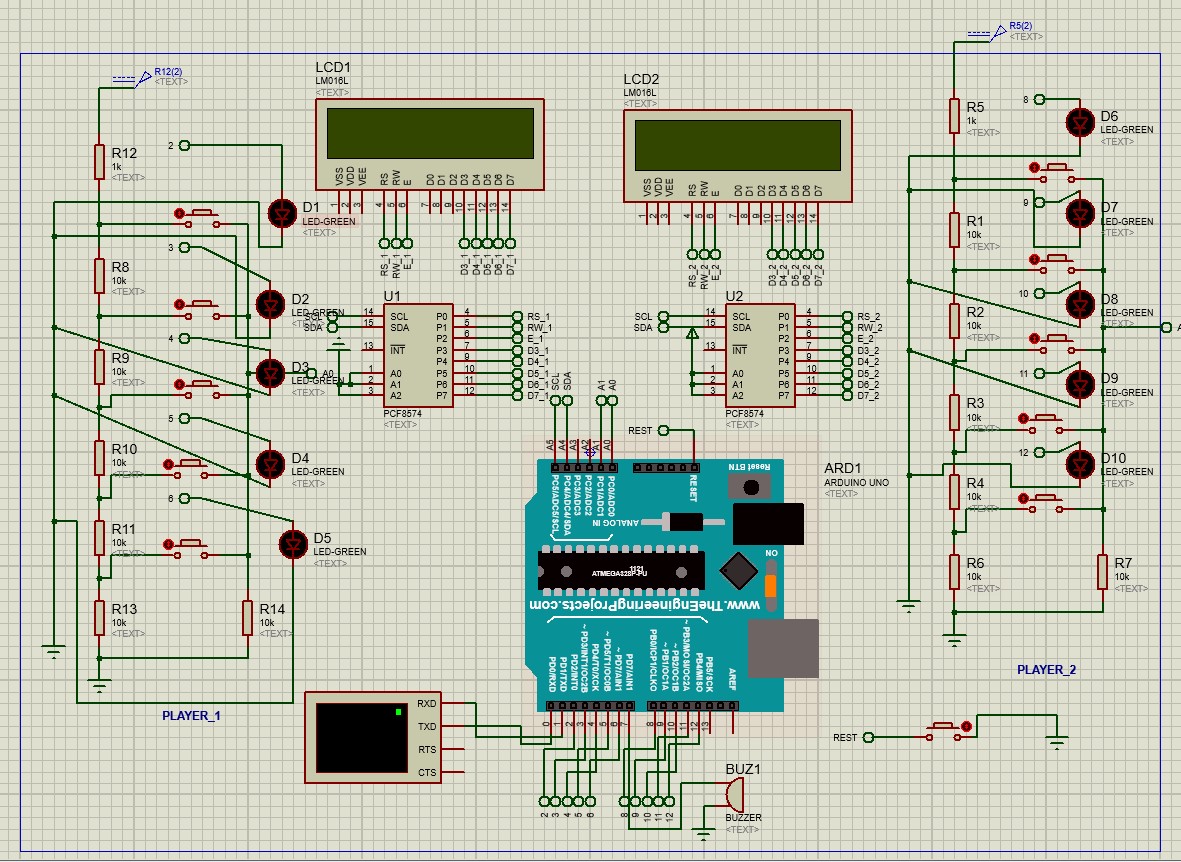 R5(2)
<TEXT>
R12(2)
<TEXT>
LCD1
LM016L
<TEXT>
VSS VDD VEE RS RW E D0 D1 D2 D3 D4 D5 D6 D7
1 2 3 4 5 6 7 8 9 10 11 12 13 14
RS_1 RW_1 E_1 D3_1 D4_1 D5_1 D6_1 D7_1
LCD2
LM016L
<TEXT>
VSS VDD VEE RS RW E D0 D1 D2 D3 D4 D5 D6 D7
1 2 3 4 5 6 7 8 9 10 11 12 13 14
RS_2 RW_2 E_2 D3_2 D4_2 D5_2 D6_2 D7_2
R12
1k
<TEXT>
2
D1
LED-GREEN
<TEXT>
R8
10k
<TEXT>
3
D2
LED-GREEN
<TEXT>
R9
10k
<TEXT>
4
D3
LED-GREEN
<TEXT>
A0
R10
10k
<TEXT>
5
D4
LED-GREEN
<TEXT>
R11
10k
<TEXT>
6
D5
LED-GREEN
<TEXT>
R13
10k
<TEXT>
R14
10k
<TEXT>
PLAYER_1
U1
SCL 14 SCL P0 4 RS_1
SDA 15 SDA P1 5 RW_1
P2 6 E_1
13 INT P3 7 D3_1
P4 9 D4_1
1 A0 P5 10 D5_1
2 A1 P6 11 D6_1
3 A2 P7 12 D7_1
PCF8574
<TEXT>
U2
SCL 14 SCL P0 4 RS_2
SDA 15 SDA P1 5 RW_2
P2 6 E_2
13 INT P3 7 D3_2
P4 9 D4_2
1 A0 P5 10 D5_2
2 A1 P6 11 D6_2
3 A2 P7 12 D7_2
PCF8574
<TEXT>
SCL SDA A1 A0
REST
A5 A4 A3 A2 A1 A0
ARD1
ARDUINO UNO
<TEXT>
Reset BTN
PC5/ADC5/SCL
PC4/ADC4/SDA
PC3/ADC3
PC2/ADC2
PC1/ADC1
PC0/ADC0
RESET
ANALOG IN
ON
1121
ATMEGA328P-PU
www.TheEngineeringProjects.com
PD0/RXD
PD1/TXD
PD2/INT0
~ PD3/INT1/OC2B
PD4/T0/XCK
~ PD5/T1/OC0B
~ PD7/AIN1
PD7/AIN1
PB0/ICP1/CLKO
~ PB1/OC1A
~ PB2/OC1B
~ PB3/MOSI/OC2A
PB4/MISO
PB5/SCK
AREF
0 1 2 3 4 5 6 7 8 9 10 11 12 13
2 3 4 5 6 8 9 10 11 12
RXD
TXD
RTS
CTS
BUZ1
BUZZER
<TEXT>
R5
1k
<TEXT>
8
D6
LED-GREEN
<TEXT>
R1
10k
<TEXT>
9
D7
LED-GREEN
<TEXT>
R2
10k
<TEXT>
10
D8
LED-GREEN
<TEXT>
A
R3
10k
<TEXT>
11
D9
LED-GREEN
<TEXT>
R4
10k
<TEXT>
12
D10
LED-GREEN
<TEXT>
R6
10k
<TEXT>
R7
10k
<TEXT>
PLAYER_2
REST